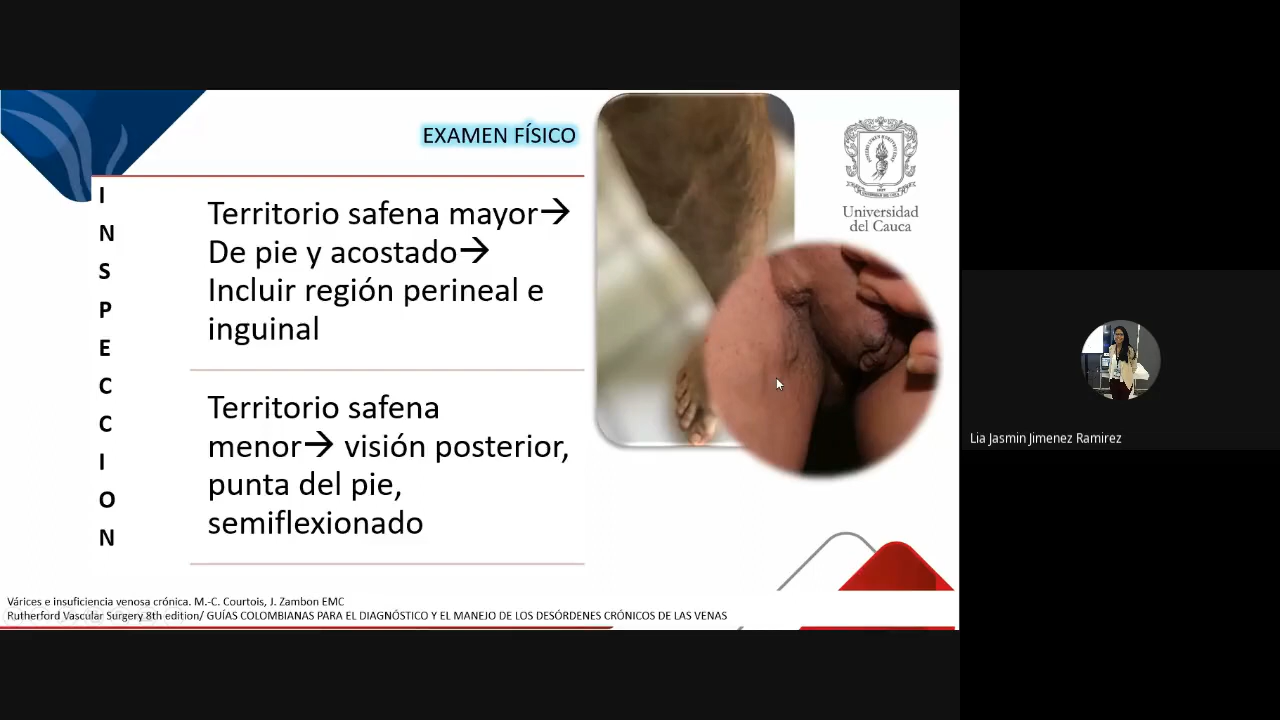 EXAMEN FÍSICO
I
N
S
P
E
C
C
I
O
N
Territorio safena mayor→
De pie y acostado→
Incluir región perineal e
inguinal
Territorio safena
menor→ visión posterior,
punta del pie,
semiflexionado
Universidad
del Cauca
Lia Jasmin Jimenez Ramirez
Várices e insuficiencia venosa crónica. M.-C. Courtois, J. Zambon EMC
Rutherford Vascular Surgery 8th edition/ GUÍAS COLOMBIANAS PARA EL DIAGNÓSTICO Y EL MANEJO DE LOS DESÓRDENES CRÓNICOS DE LAS VENAS